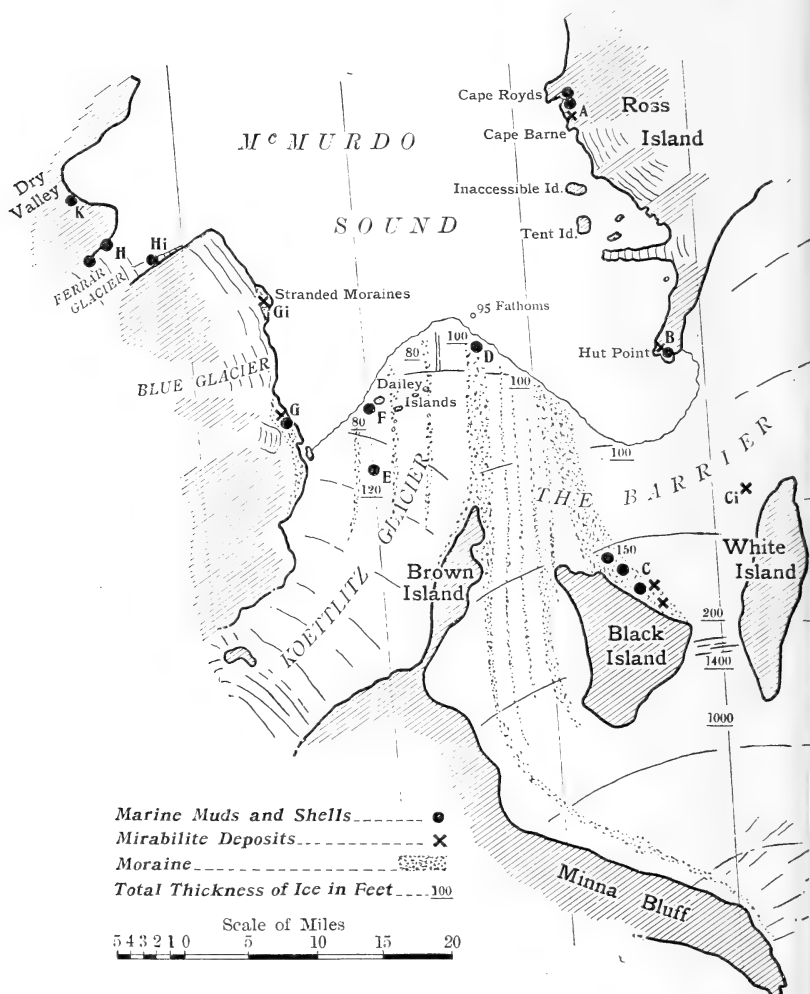 Cape Royds
A
Ross
Island
Cape Barne
Mc MURDO
SOUND
Inaccessible Id.
Tent Id.
Dry
Valley
K
H
Hi
FERRAR
GLACIER
Stranded Moraines
Gi
95 Fathoms
100
80
D
B
Hut Point
BLUE GLACIER
Dailey
Islands
100
G
F
80
100
E
120
THE BARRIER
Ci
KOETTLITZ GLACIER
150
C
White
Island
Brown
Island
200
Black
Island
1400
1000
Marine Muds and Shells
Mirabilite Deposits
Moraine
Total Thickness of Ice in Feet 100
Scale of Miles
5 4 3 2 1 0 5 10 15 20
Minna Bluff